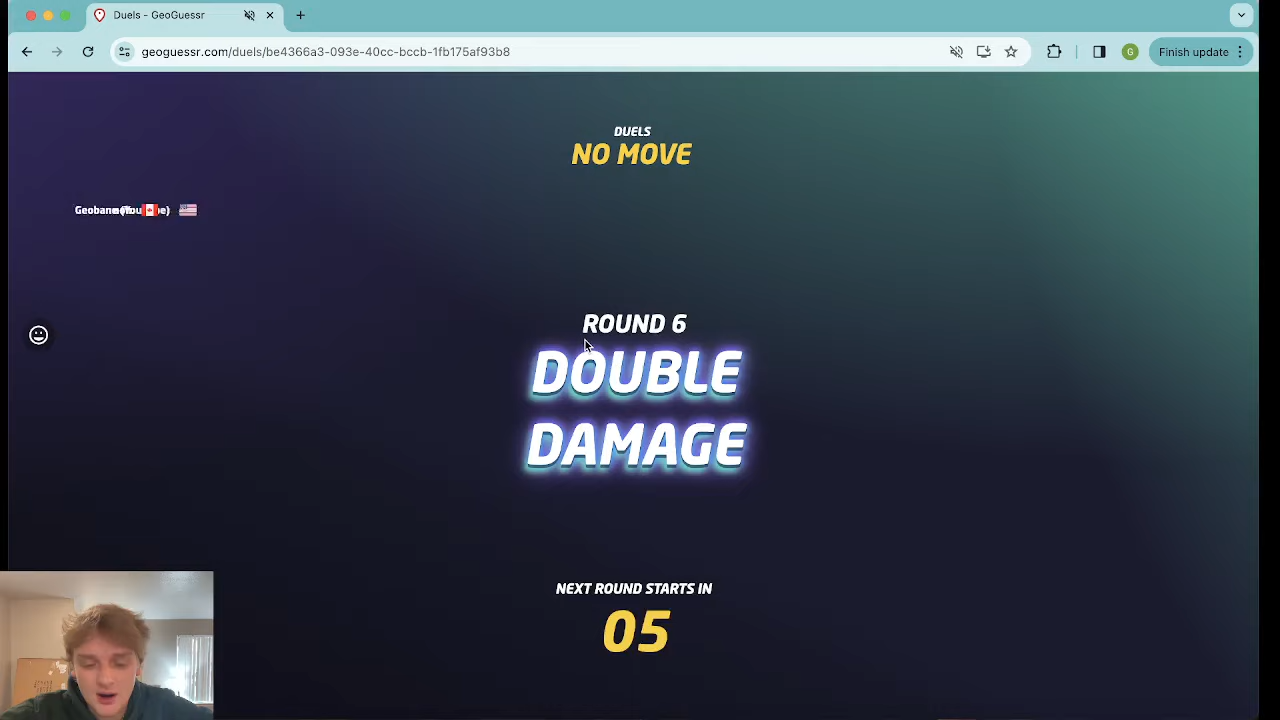 Duels - GeoGuessr
geoguessr.com/duels/be4366a3-093e-40cc-bccb-1fb175af93b8
G
Finish update
DUELS
NO MOVE
ROUND 6
DOUBLE
DAMAGE
NEXT ROUND STARTS IN
05